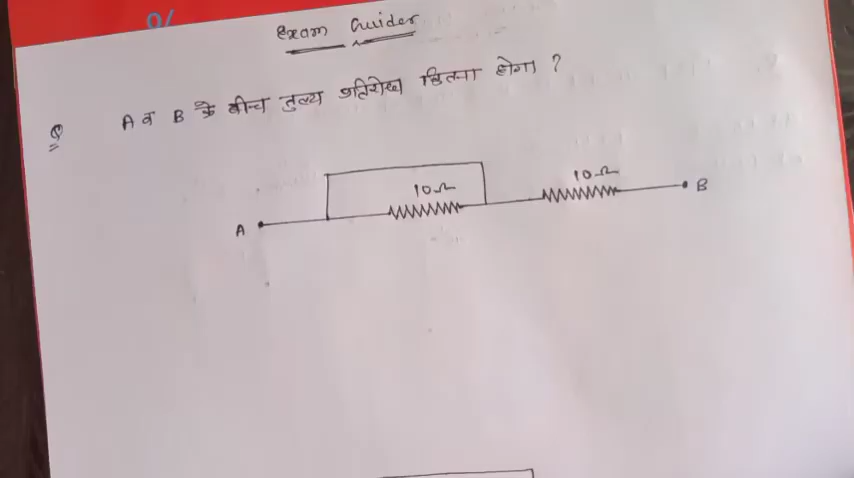 Exam Guider
Q A व B के बीच तुल्य प्रतिरोध कितना होगा ?
10Ω
10Ω
A
B